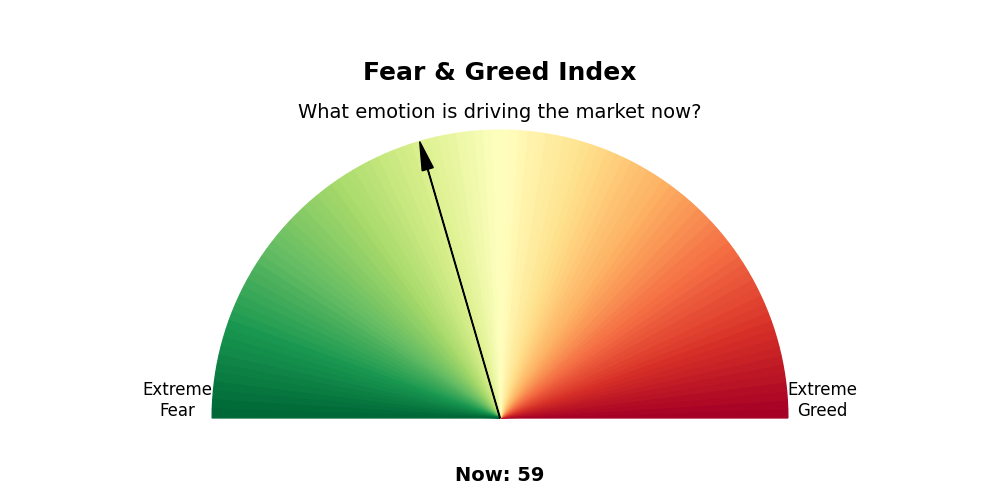 Fear & Greed Index
What emotion is driving the market now?
Extreme
Fear
Extreme
Greed
Now: 59